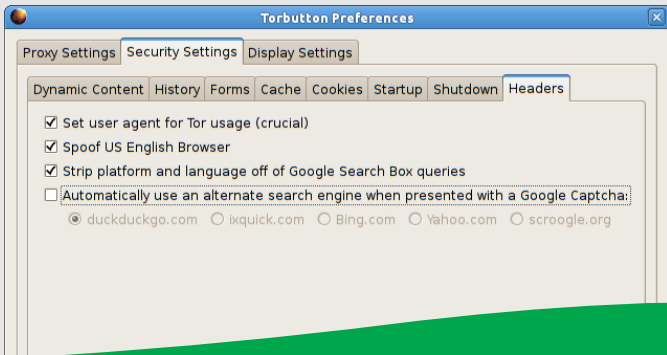 Torbutton Preferences
Proxy Settings Security Settings Display Settings
Dynamic Content History Forms Cache Cookies Startup Shutdown Headers
Set user agent for Tor usage (crucial)
Spoof US English Browser
Strip platform and language off of Google Search Box queries
Automatically use an alternate search engine when presented with a Google Captcha:
duckduckgo.com ixquick.com Bing.com Yahoo.com scroogle.org